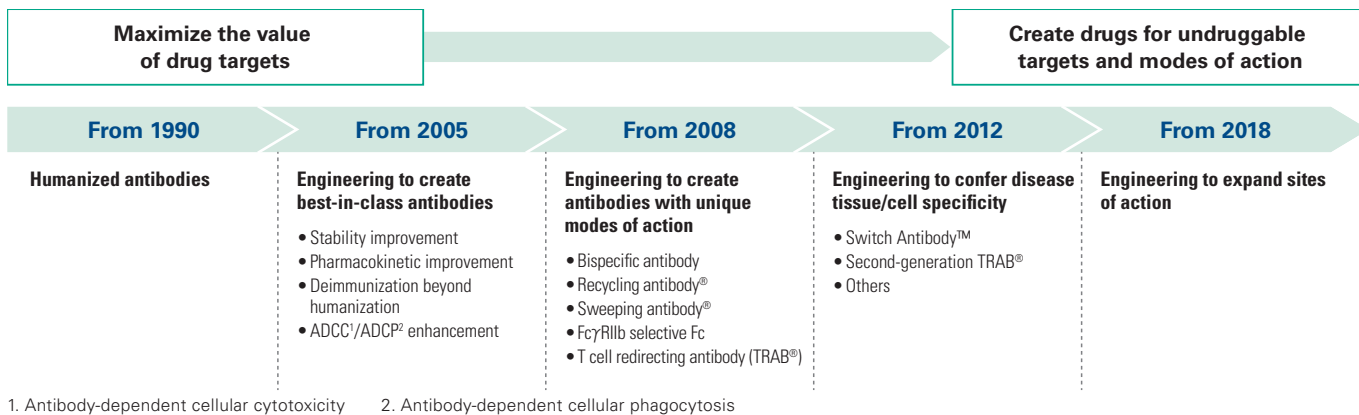 Maximize the value
of drug targets
Create drugs for undruggable
targets and modes of action
From 1990
From 2005
From 2008
From 2012
From 2018
Humanized antibodies
Engineering to create
best-in-class antibodies
• Stability improvement
• Pharmacokinetic improvement
• Deimmunization beyond
humanization
• ADCC¹/ADCP² enhancement
Engineering to create
antibodies with unique
modes of action
• Bispecific antibody
• Recycling antibody®
• Sweeping antibody®
• FcγRIIb selective Fc
• T cell redirecting antibody (TRAB®)
Engineering to confer disease
tissue/cell specificity
• Switch Antibody™
• Second-generation TRAB®
• Others
Engineering to expand sites
of action
1. Antibody-dependent cellular cytotoxicity 2. Antibody-dependent cellular phagocytosis